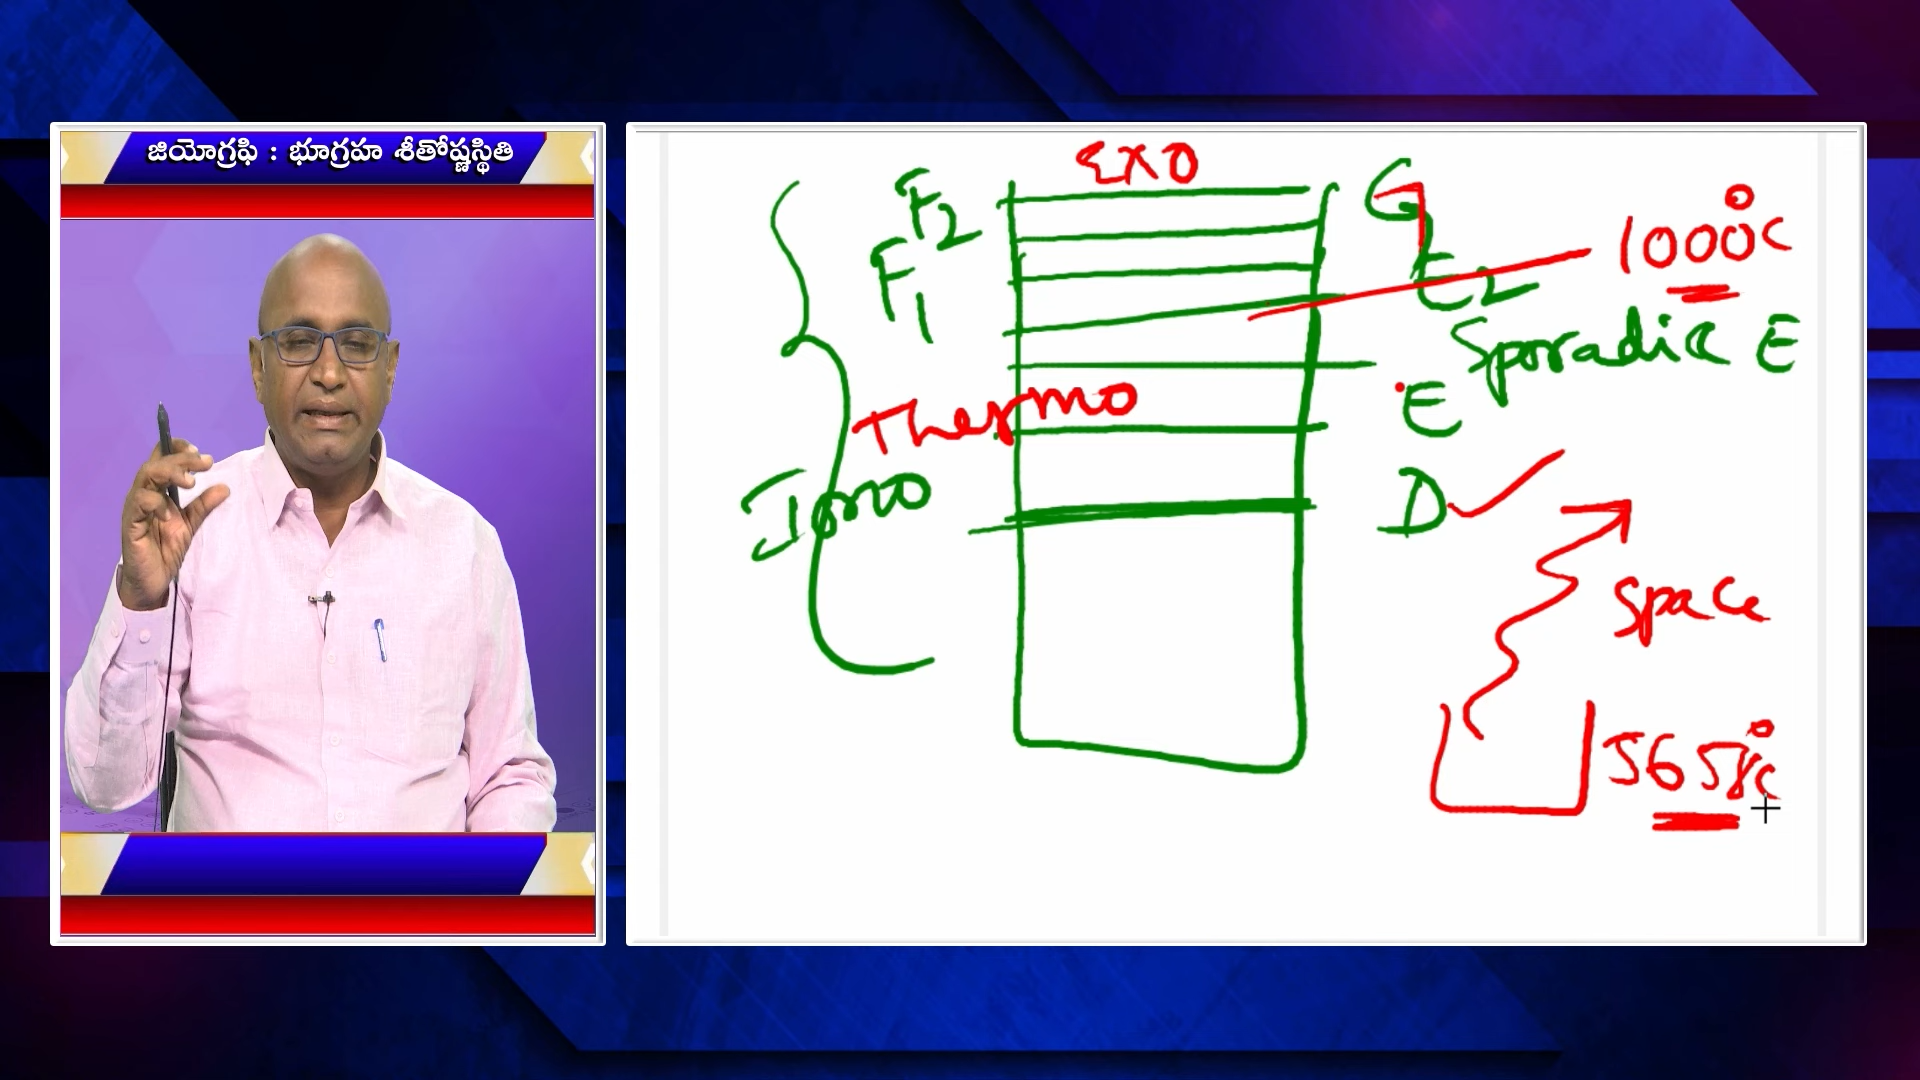 జియోగ్రఫి : భూగ్రహ శీతోష్ణస్థితి
EXO
F2
G
1000°C
F1
E2
Sporadic E
Thermo
E
Iono
D
Space
5658°C